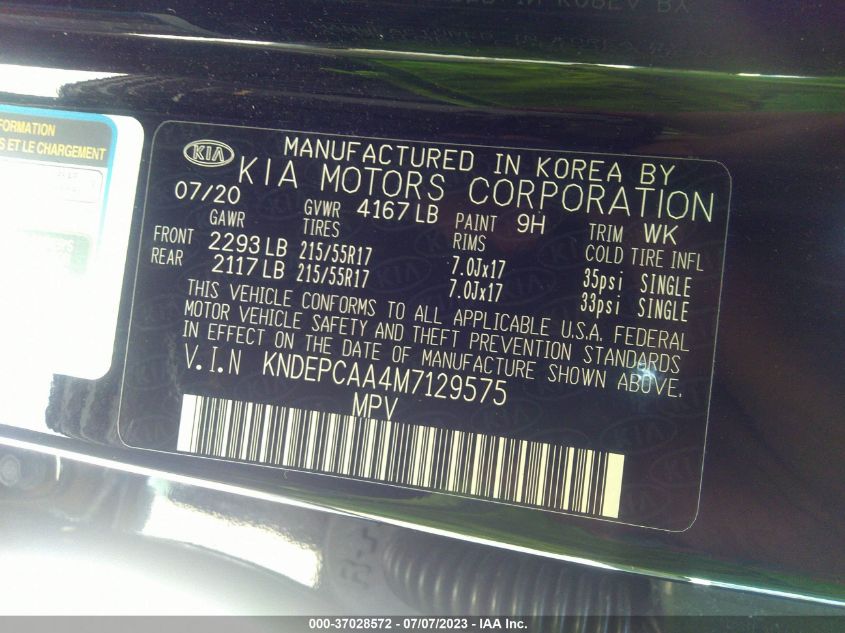 FORMATION
S ET LE CHARGEMENT
KIA
MANUFACTURED IN KOREA BY
KIA MOTORS CORPORATION
07/20
GVWR 4167 LB PAINT 9H TRIM WK
GAWR TIRES RIMS COLD TIRE INFL
FRONT 2293 LB 215/55R17 7.0Jx17 35psi SINGLE
REAR 2117 LB 215/55R17 7.0Jx17 33psi SINGLE
THIS VEHICLE CONFORMS TO ALL APPLICABLE U.S.A. FEDERAL
MOTOR VEHICLE SAFETY AND THEFT PREVENTION STANDARDS
IN EFFECT ON THE DATE OF MANUFACTURE SHOWN ABOVE.
V.I.N KNDEPCAA4M7129575
MPV
000-37028572 - 07/07/2023 - IAAI Inc.